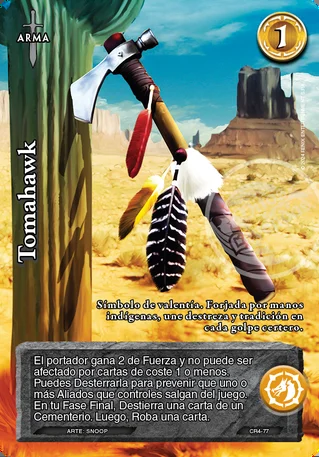 ARMA
1
Tomahawk
Símbolo de valentía. Forjada por manos
indígenas, une destreza y tradición en
cada golpe certero.
El portador gana 2 de Fuerza y no puede ser
afectado por cartas de coste 1 o menos.
Puedes Desterrarla para prevenir que uno o
más Aliados que controles salgan del juego.
En tu Fase Final, Destierra una carta de un
Cementerio. Luego, Roba una carta.
ARTE: SNOOP
CR4-77